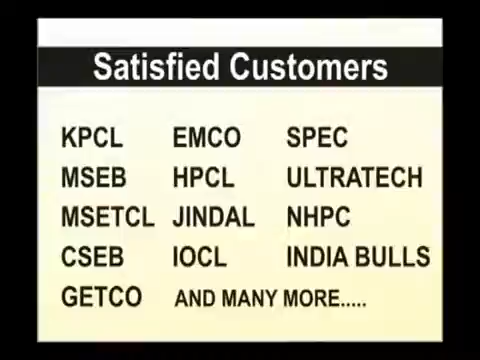 Satisfied Customers
KPCL EMCO SPEC
MSEB HPCL ULTRATECH
MSETCL JINDAL NHPC
CSEB IOCL INDIA BULLS
GETCO AND MANY MORE.....